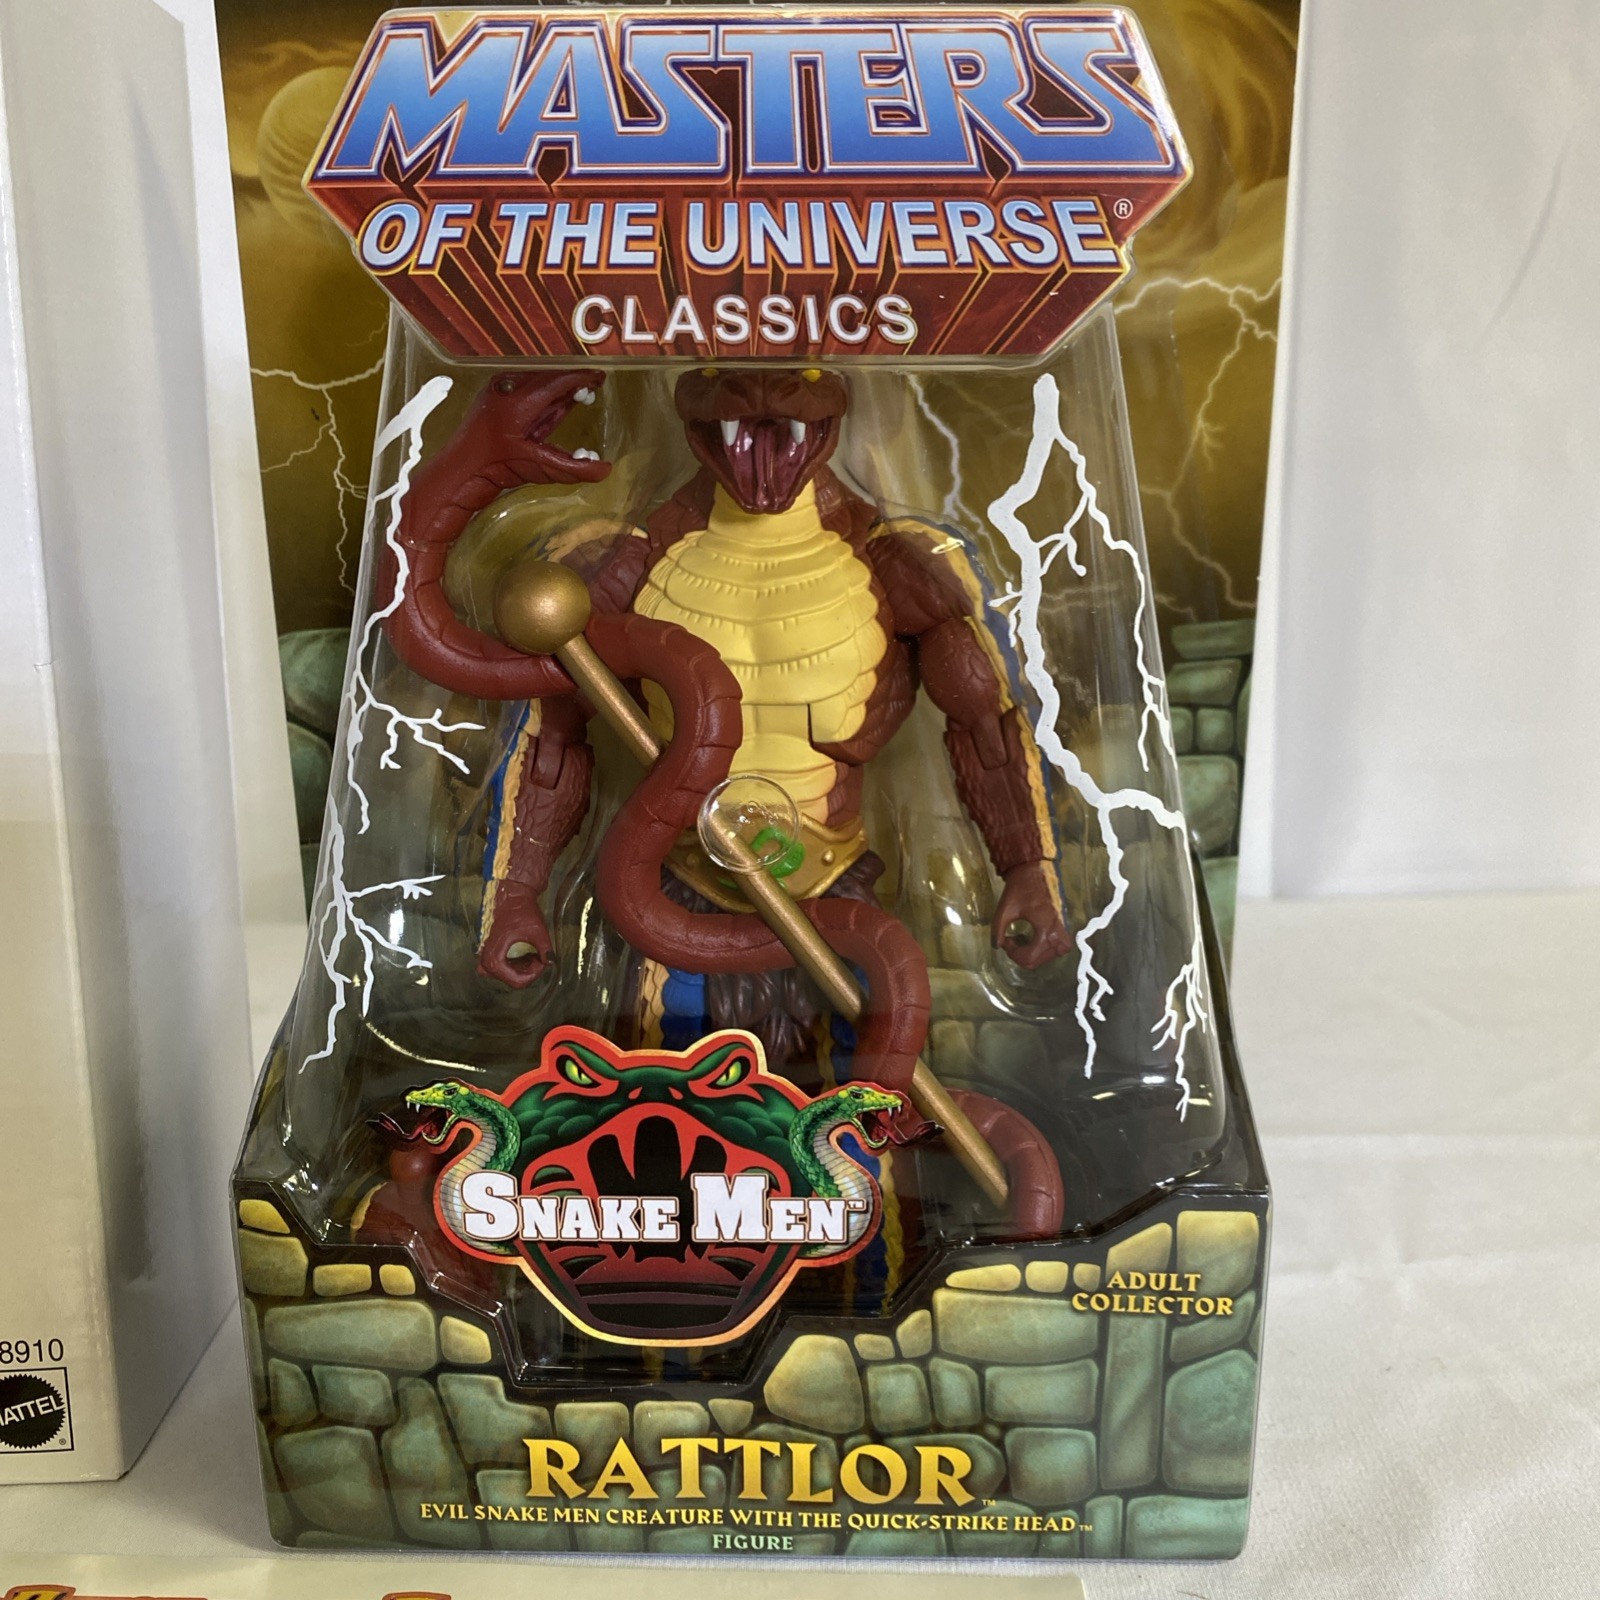 MASTERS
OF THE UNIVERSE®
CLASSICS
SNAKE MEN™
ADULT
COLLECTOR
8910
MATTEL
®
RATTLOR™
EVIL SNAKE MEN CREATURE WITH THE QUICK-STRIKE HEAD™
FIGURE